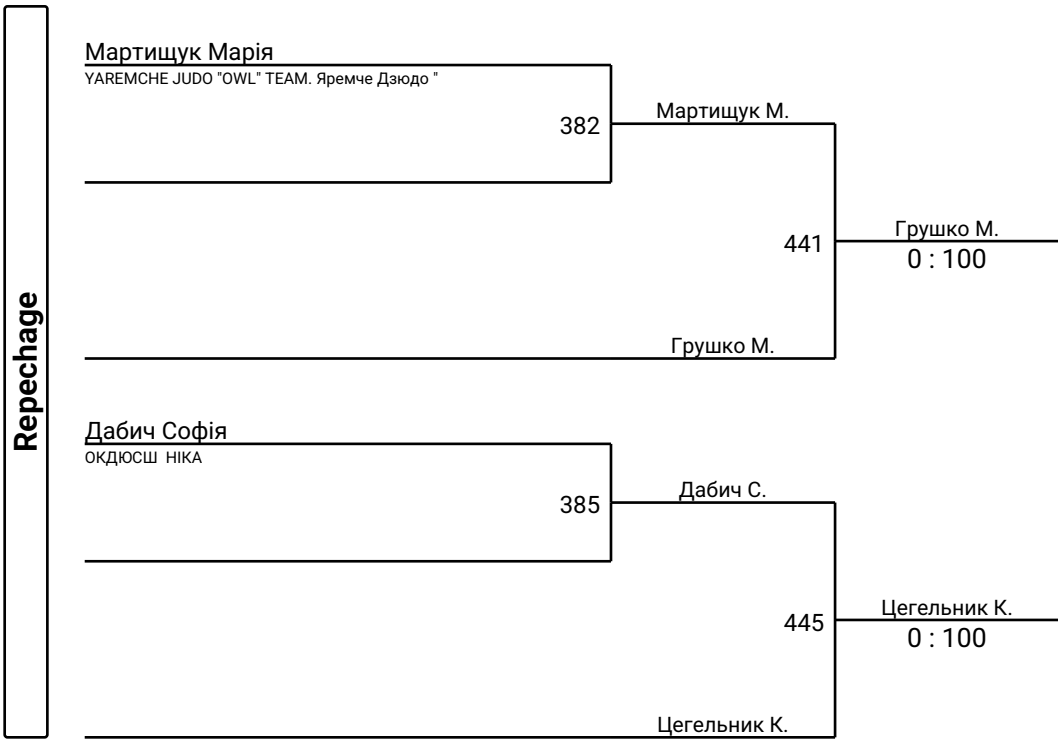 Repechage
Мартищук Марія
YAREMCHE JUDO "OWL" TEAM. Яремче Дзюдо "
382
Мартищук М.
441
Грушко М.
0 : 100
Грушко М.
Дабич Софія
ОКДЮСШ  НІКА
385
Дабич С.
445
Цегельник К.
0 : 100
Цегельник К.